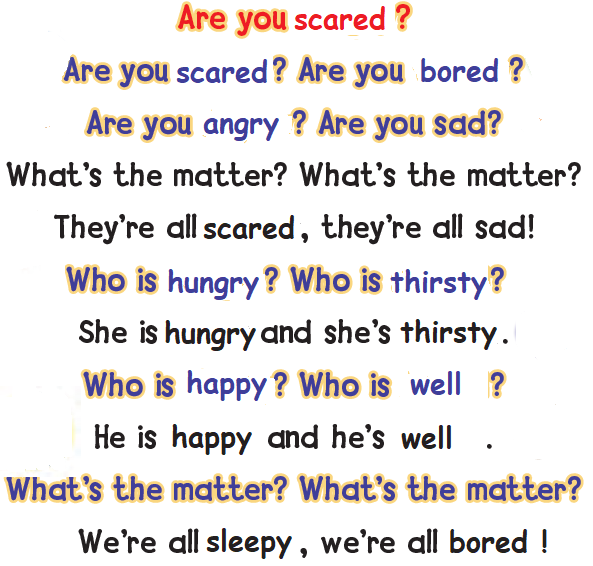 Are you scared ?
Are you scared? Are you bored ?
Are you angry ? Are you sad?
What's the matter? What's the matter?
They're all scared, they're all sad!
Who is hungry? Who is thirsty?
She is hungry and she's thirsty.
Who is happy? Who is well ?
He is happy and he's well .
What's the matter? What's the matter?
We're all sleepy, we're all bored !